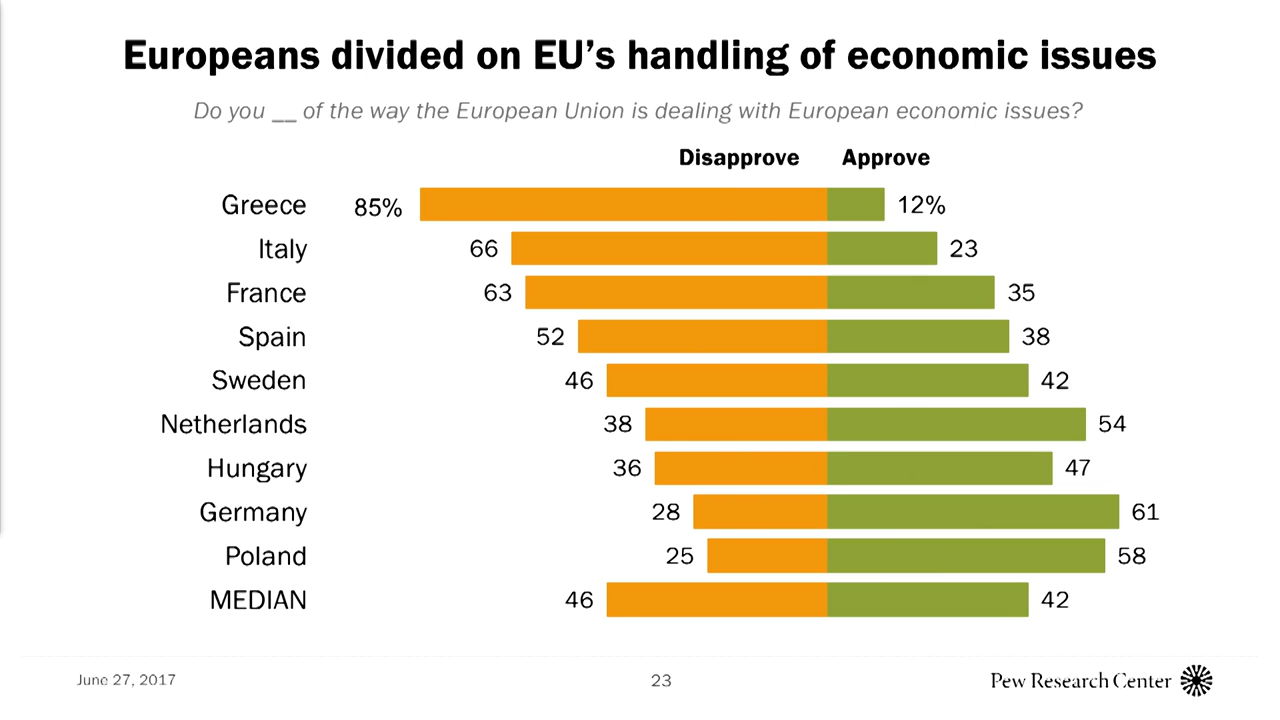 Europeans divided on EU’s handling of economic issues
Do you __ of the way the European Union is dealing with European economic issues?
Disapprove Approve
Greece 85% 12%
Italy 66 23
France 63 35
Spain 52 38
Sweden 46 42
Netherlands 38 54
Hungary 36 47
Germany 28 61
Poland 25 58
MEDIAN 46 42
June 27, 2017 23 Pew Research Center